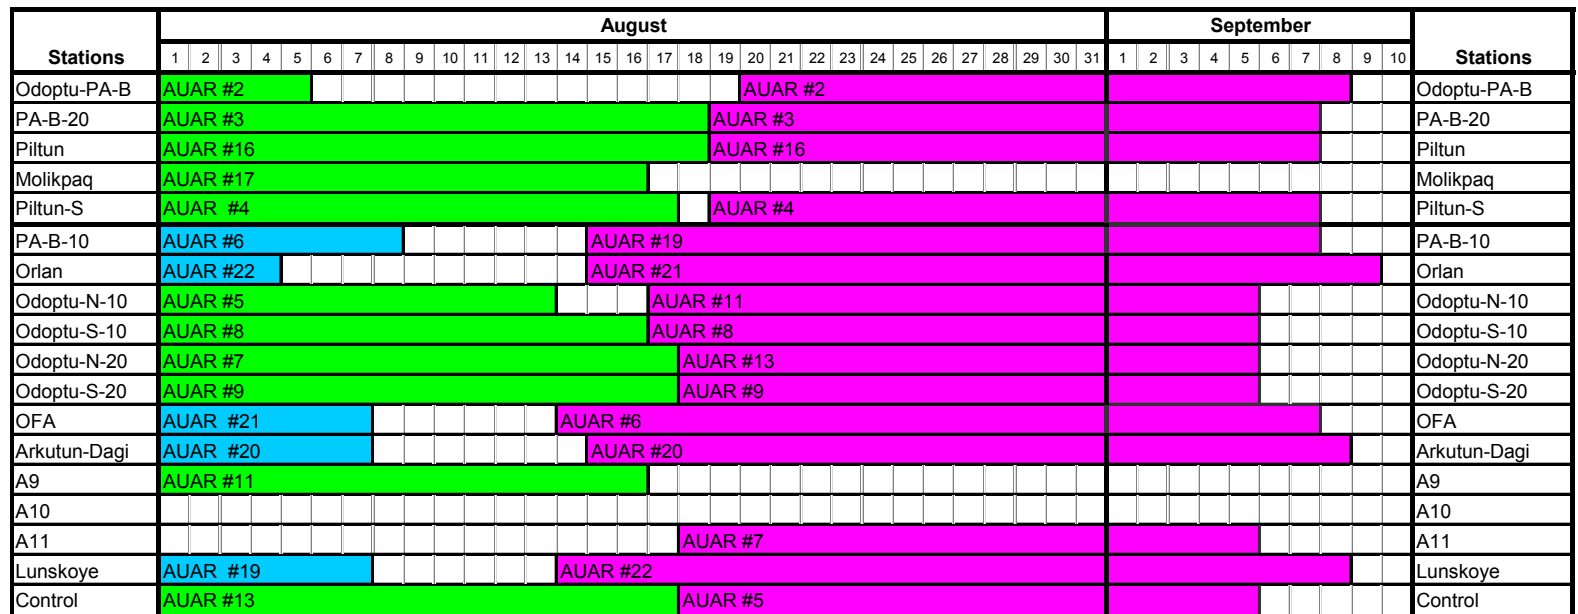 August September
Stations 1 2 3 4 5 6 7 8 9 10 11 12 13 14 15 16 17 18 19 20 21 22 23 24 25 26 27 28 29 30 31 1 2 3 4 5 6 7 8 9 10 Stations
Odoptu-PA-B AUAR #2 AUAR #2 Odoptu-PA-B
PA-B-20 AUAR #3 AUAR #3 PA-B-20
Piltun AUAR #16 AUAR #16 Piltun
Molikpaq AUAR #17 Molikpaq
Piltun-S AUAR #4 AUAR #4 Piltun-S
PA-B-10 AUAR #6 AUAR #19 PA-B-10
Orlan AUAR #22 AUAR #21 Orlan
Odoptu-N-10 AUAR #5 AUAR #11 Odoptu-N-10
Odoptu-S-10 AUAR #8 AUAR #8 Odoptu-S-10
Odoptu-N-20 AUAR #7 AUAR #13 Odoptu-N-20
Odoptu-S-20 AUAR #9 AUAR #9 Odoptu-S-20
OFA AUAR #21 AUAR #6 OFA
Arkutun-Dagi AUAR #20 AUAR #20 Arkutun-Dagi
A9 AUAR #11 A9
A10 A10
A11 AUAR #7 A11
Lunskoye AUAR #19 AUAR #22 Lunskoye
Control AUAR #13 AUAR #5 Control